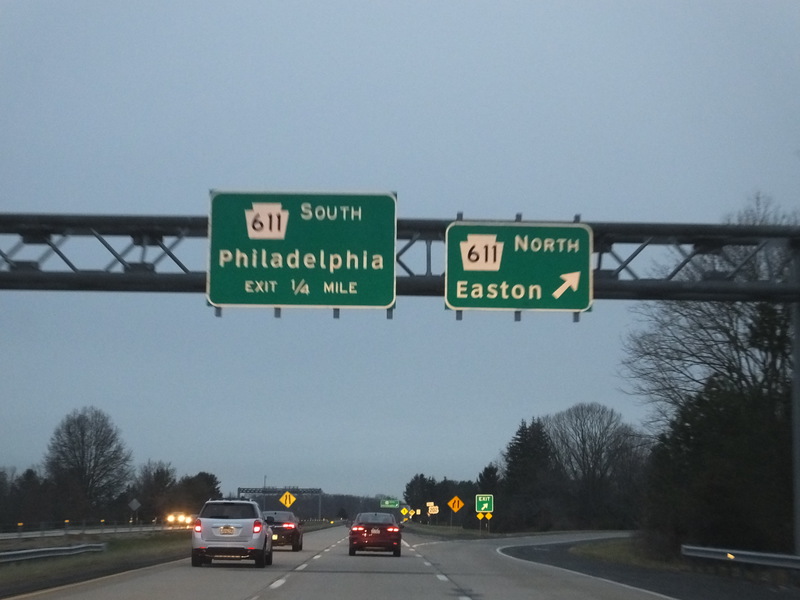 611 SOUTH
Philadelphia
EXIT 1/4 MILE
611 NORTH
Easton
EXIT